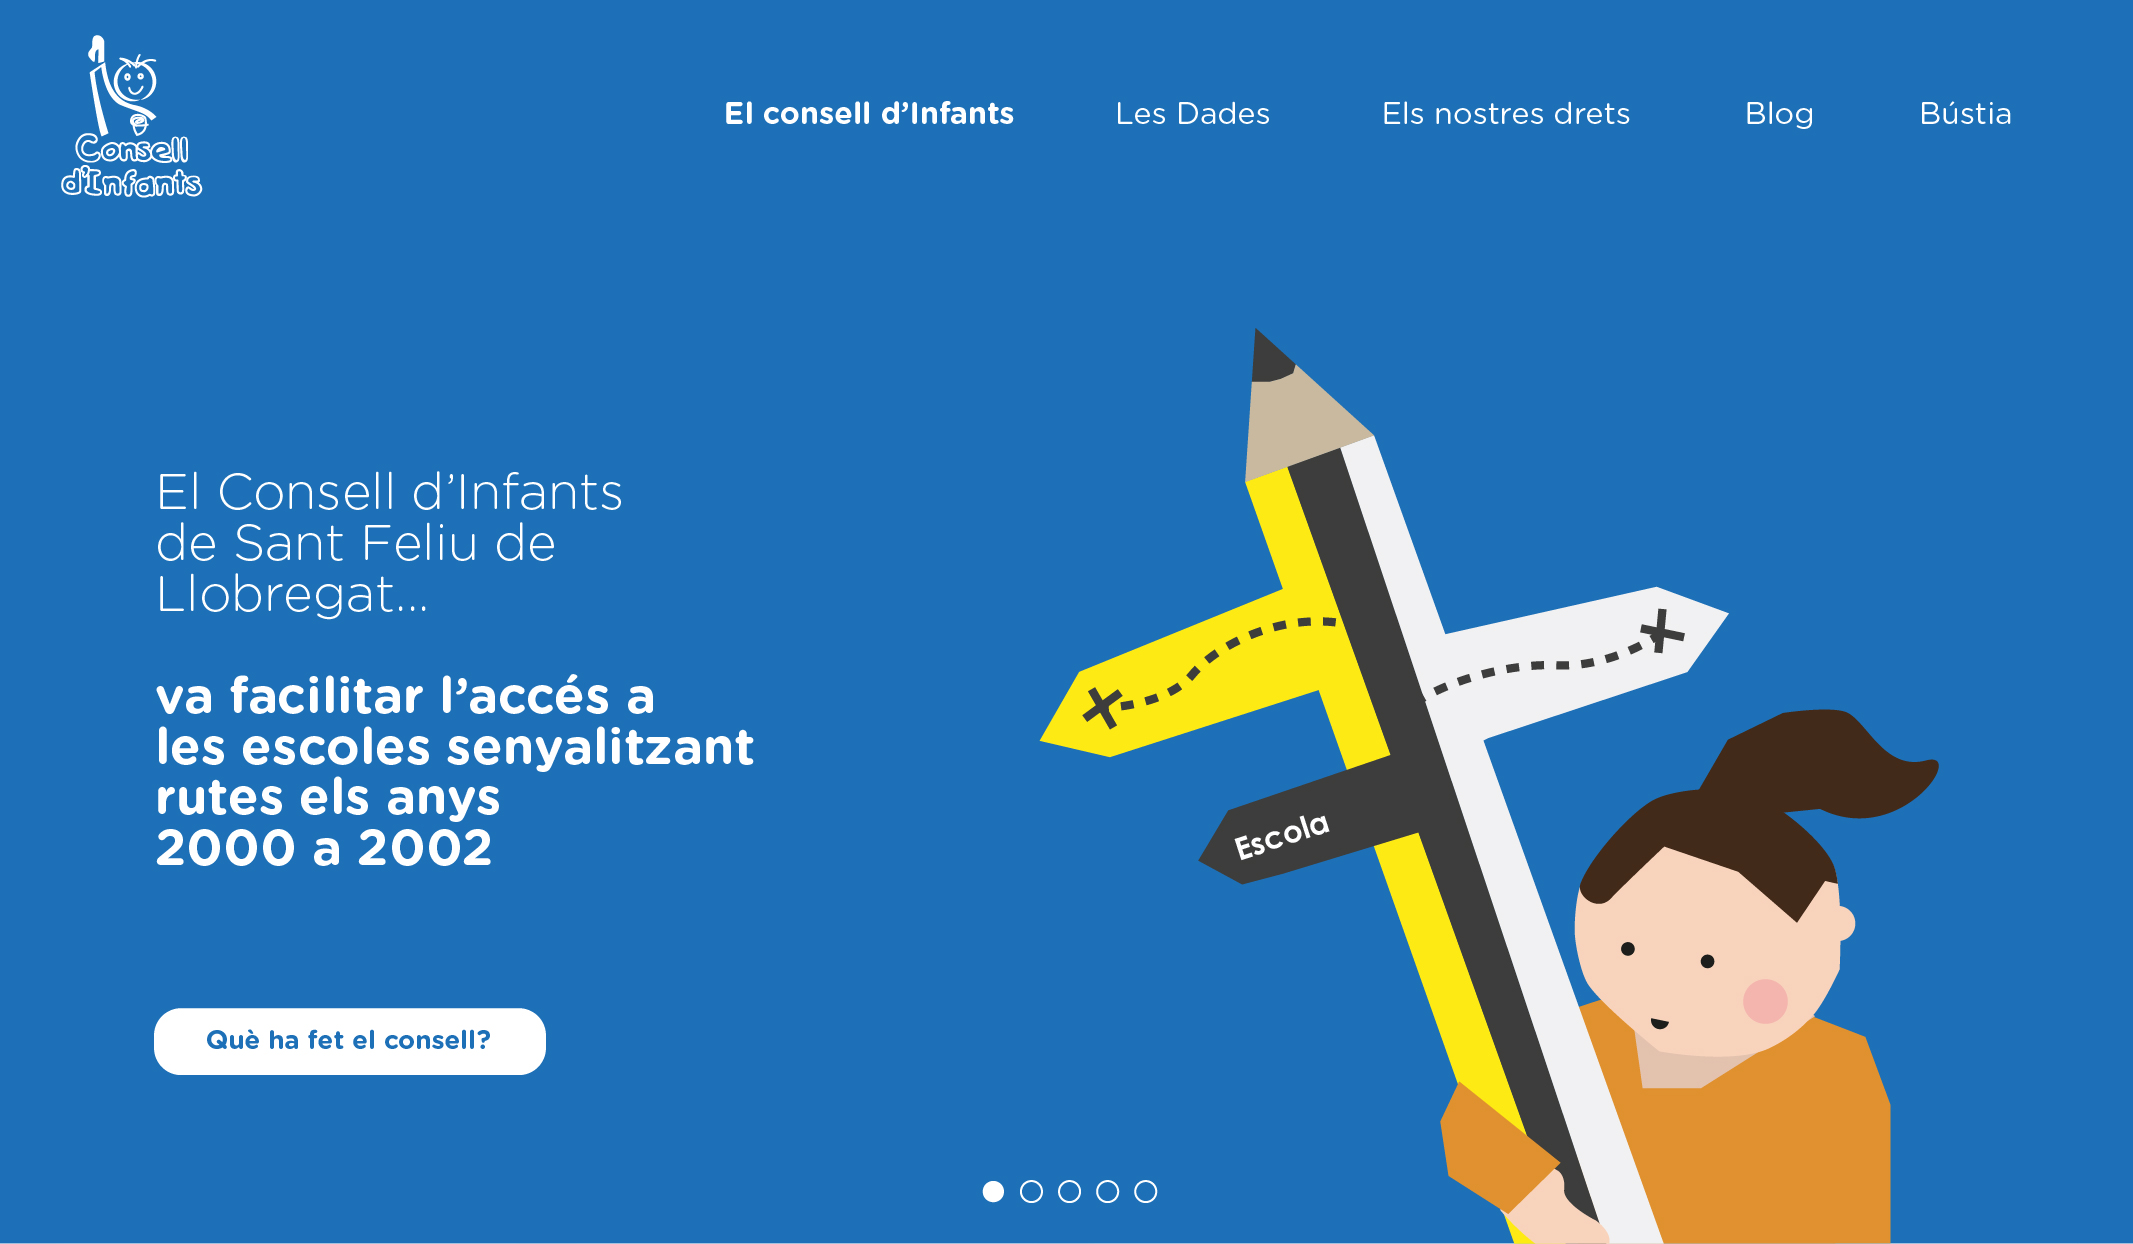 Consell
d'Infants
El consell d’Infants
Les Dades
Els nostres drets
Blog
Bústia
El Consell d’Infants
de Sant Feliu de
Llobregat...
va facilitar l’accés a
les escoles senyalitzant
rutes els anys
2000 a 2002
Escola
Què ha fet el consell?